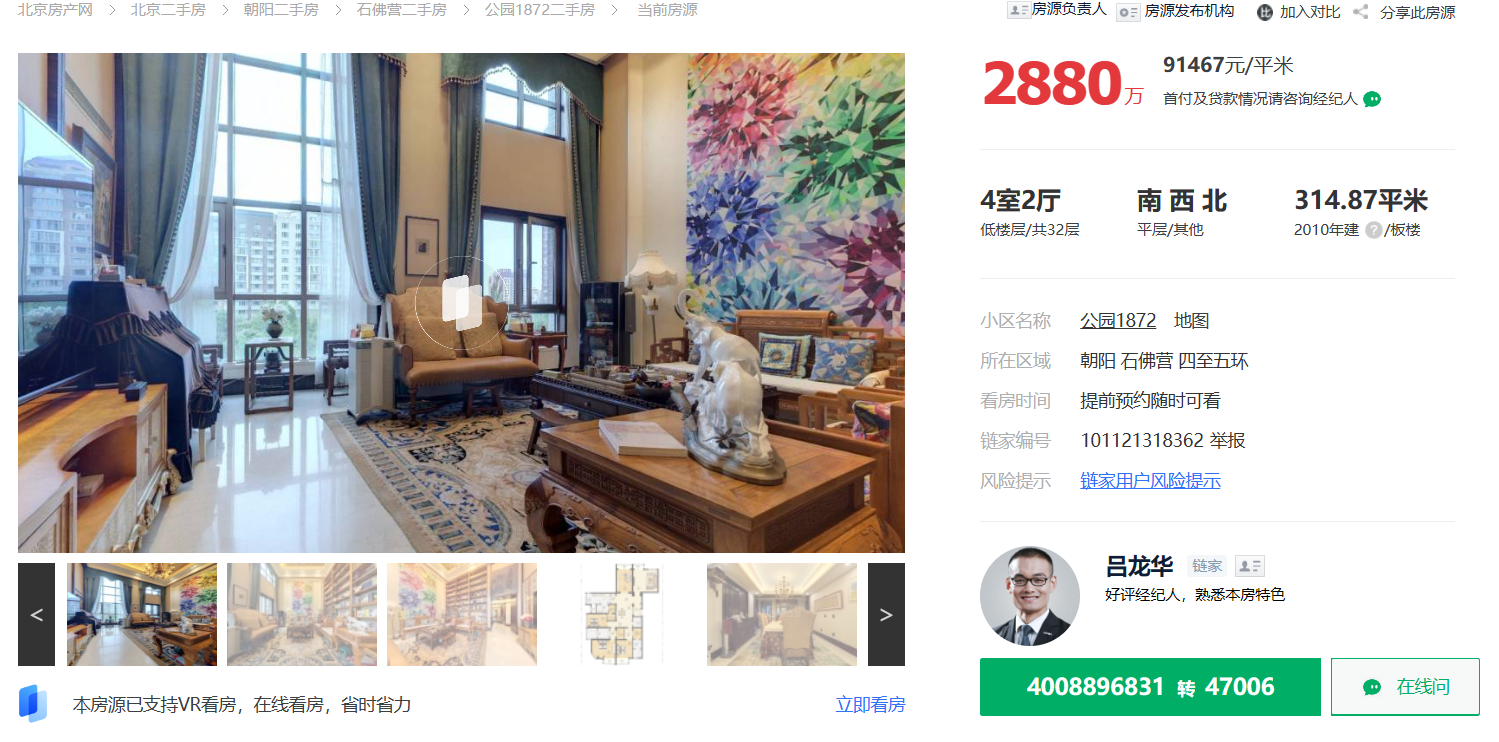 北京房产网 > 北京二手房 > 朝阳二手房 > 石佛营二手房 > 公园1872二手房 > 当前房源
房源负责人 房源发布机构 加入对比 分享此房源
2880万
91467元/平米
首付及贷款情况请咨询经纪人
4室2厅 南 西 北 314.87平米
低楼层/共32层 平层/其他 2010年建 ? /板楼
小区名称 公园1872 地图
所在区域 朝阳 石佛营 四至五环
看房时间 提前预约随时可看
链家编号 101121318362 举报
风险提示 链家用户风险提示
吕龙华 链家
好评经纪人，熟悉本房特色
4008896831 转 47006 在线问
< >
本房源已支持VR看房，在线看房，省时省力 立即看房